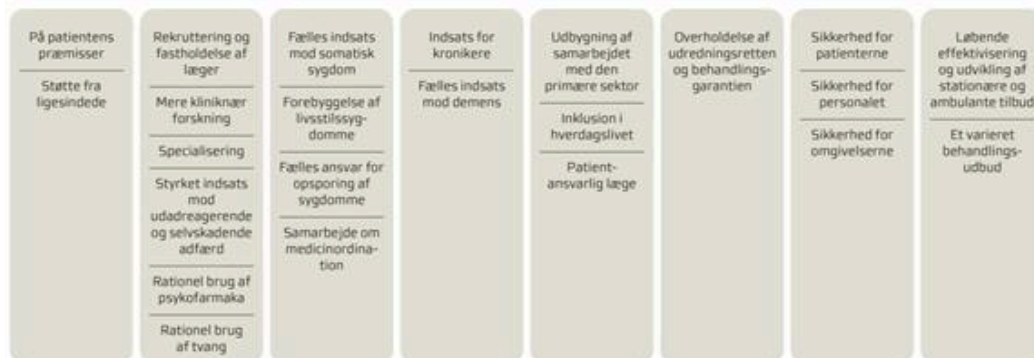 På patientens
præmisser
Støtte fra
ligesindede
Rekruttering og
fastholdelse af
læger
Mere kliniknær
forskning
Specialisering
Styrket indsats
mod
udadreagerende
og selvskadende
adfærd
Rationel brug af
psykofarmaka
Rationel brug
af tvang
Fælles indsats
mod somatisk
sygdom
Forebyggelse af
livsstilssyg-
domme
Fælles ansvar for
opsporing af
sygdomme
Samarbejde om
medicinordina-
tion
Indsats for
kronikere
Fælles indsats
mod demens
Udbygning af
samarbejdet
med den
primære sektor
Inklusion i
hverdagslivet
Patient-
ansvarlig læge
Overholdelse af
udredningsretten
og behandlings-
garantien
Sikkerhed for
patienterne
Sikkerhed for
personalet
Sikkerhed for
omgivelserne
Løbende
effektivisering
og udvikling af
stationære og
ambulante tilbud
Et varieret
behandlings-
udbud